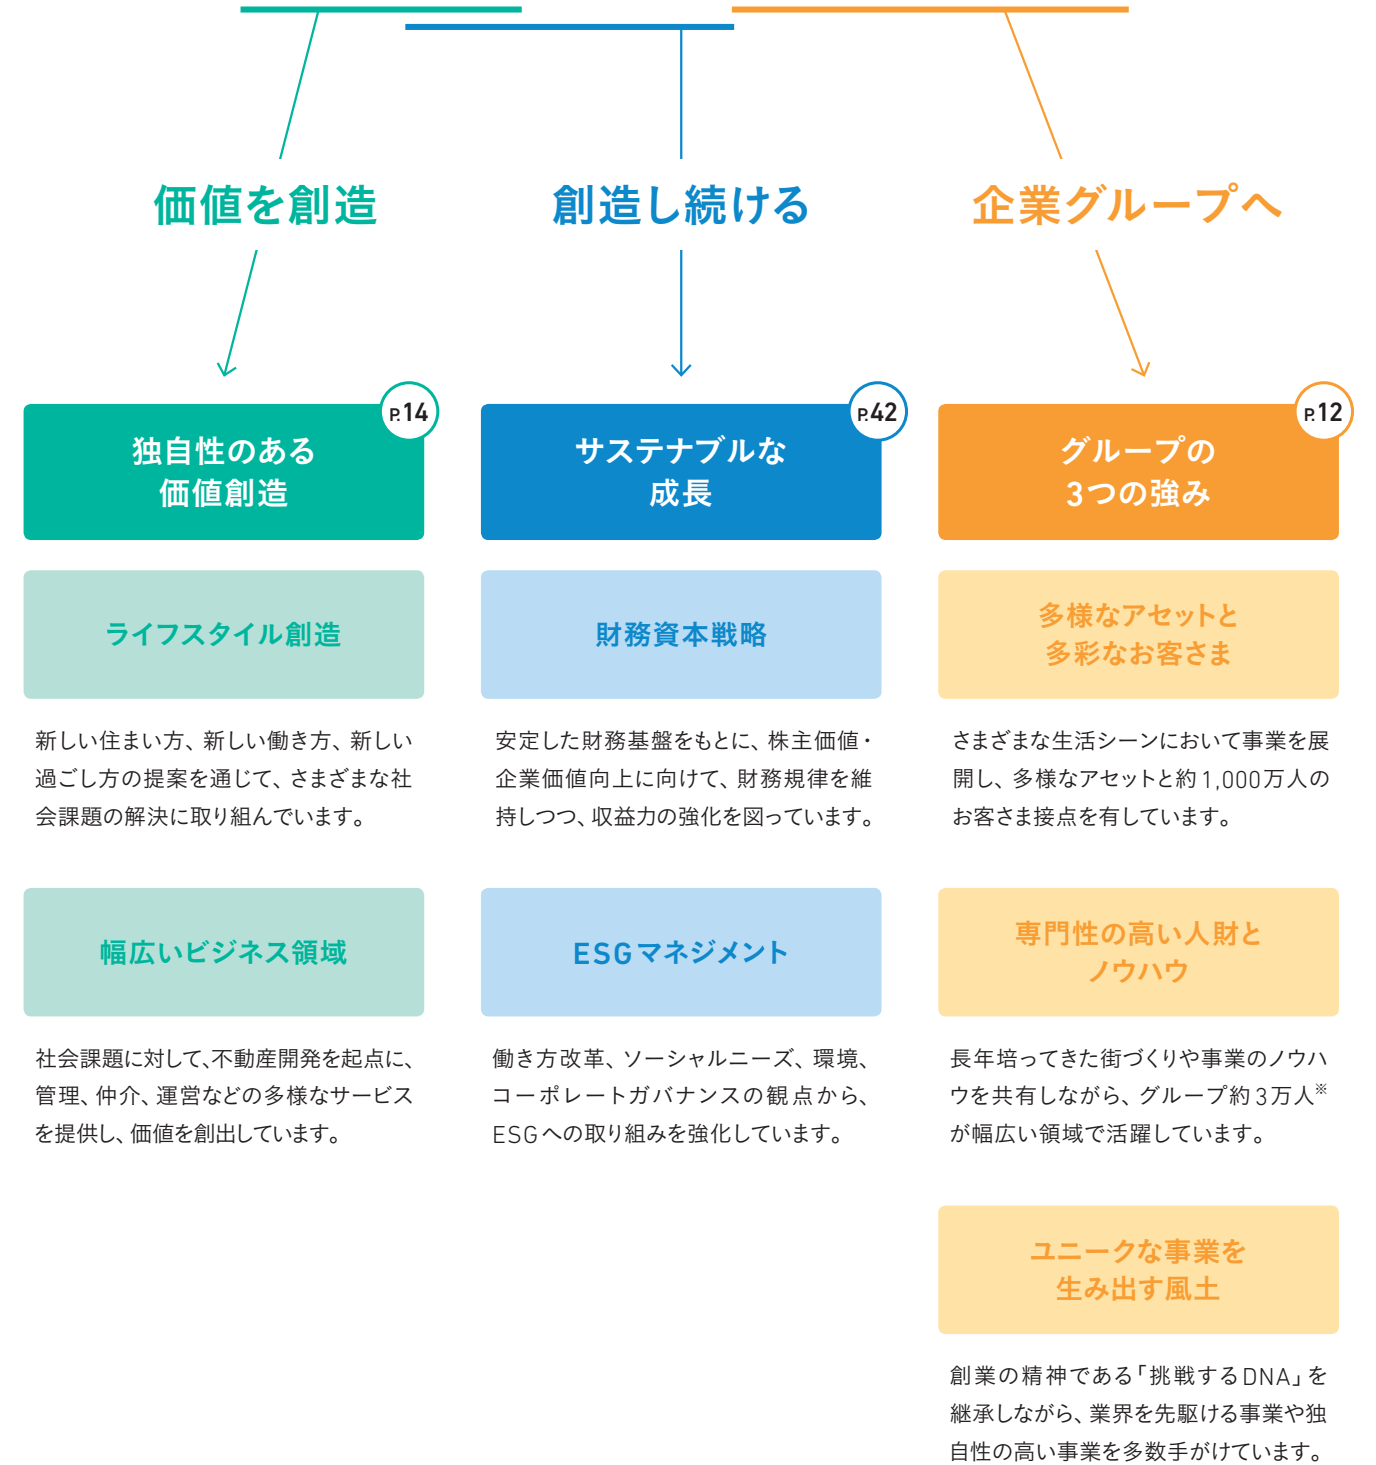 価値を創造
創造し続ける
企業グループへ
P.14
独自性のある
価値創造
ライフスタイル創造
新しい住まい方、新しい働き方、新しい
過ごし方の提案を通じて、さまざまな社
会課題の解決に取り組んでいます。
幅広いビジネス領域
社会課題に対して、不動産開発を起点に、
管理、仲介、運営などの多様なサービス
を提供し、価値を創出しています。
P.42
サステナブルな
成長
財務資本戦略
安定した財務基盤をもとに、株主価値・
企業価値向上に向けて、財務規律を維
持しつつ、収益力の強化を図っています。
ESGマネジメント
働き方改革、ソーシャルニーズ、環境、
コーポレートガバナンスの観点から、
ESGへの取り組みを強化しています。
P.12
グループの
3つの強み
多様なアセットと
多彩なお客さま
さまざまな生活シーンにおいて事業を展
開し、多様なアセットと約1,000万人の
お客さま接点を有しています。
専門性の高い人財と
ノウハウ
長年培ってきた街づくりや事業のノウハ
ウを共有しながら、グループ約3万人※
が幅広い領域で活躍しています。
ユニークな事業を
生み出す風土
創業の精神である「挑戦するDNA」を
継承しながら、業界を先駆ける事業や独
自性の高い事業を多数手がけています。